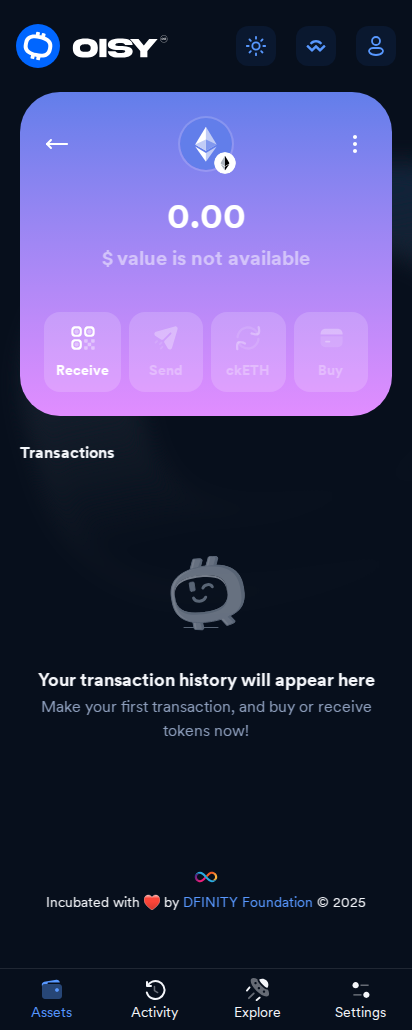 OISY
0.00
$ value is not available
Receive
Send
ckETH
Buy
Transactions
Your transaction history will appear here
Make your first transaction, and buy or receive
tokens now!
Incubated with ❤️ by DFINITY Foundation © 2025
Assets
Activity
Explore
Settings